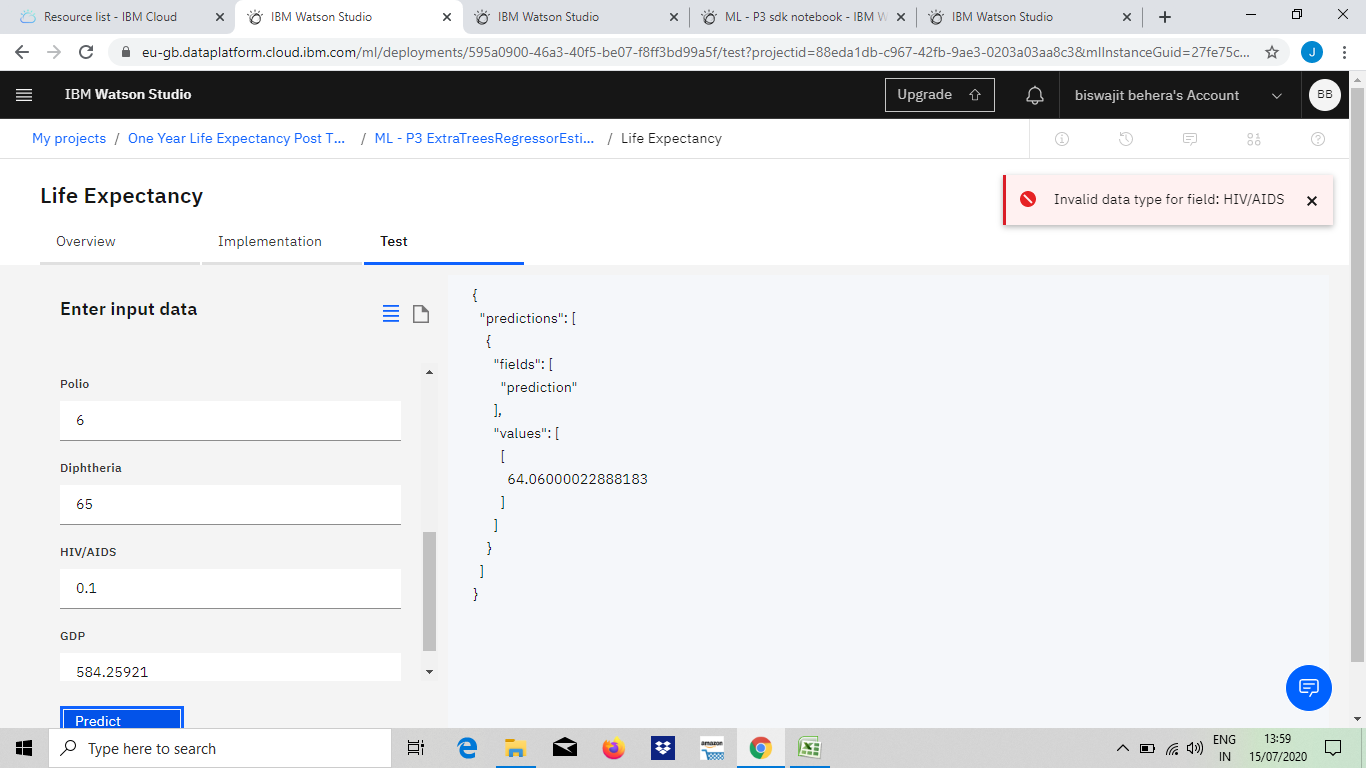 Resource list - IBM Cloud
IBM Watson Studio
IBM Watson Studio
ML - P3 sdk notebook - IBM W
IBM Watson Studio
eu-gb.dataplatform.cloud.ibm.com/ml/deployments/595a0900-46a3-40f5-be07-f8ff3bd99a5f/test?projectid=88eda1db-c967-42fb-9ae3-0203a03aa8c3&mlInstanceGuid=27fe75c...
J
IBM Watson Studio
Upgrade
biswajit behera's Account
BB
My projects / One Year Life Expectancy Post T... / ML - P3 ExtraTreesRegressorEsti... / Life Expectancy
Life Expectancy
Invalid data type for field: HIV/AIDS
Overview
Implementation
Test
Enter input data
Polio
6
Diphtheria
65
HIV/AIDS
0.1
GDP
584.25921
Predict
{
"predictions": [
{
"fields": [
"prediction"
],
"values": [
[
64.06000022888183
]
]
}
]
}
Type here to search
amazon
ENG
IN
13:59
15/07/2020